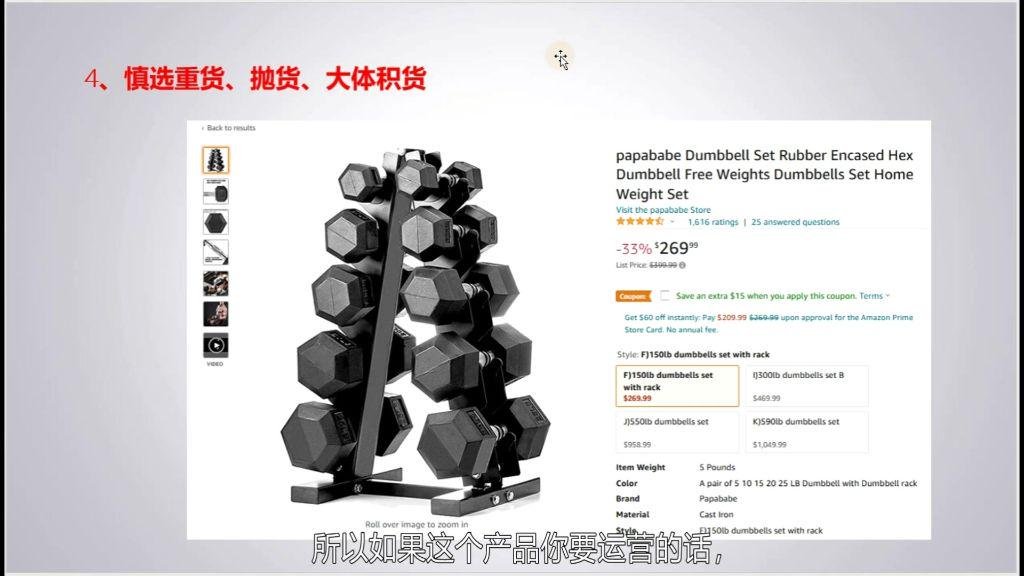 4、慎选重货、抛货、大体积货
‹ Back to results
VIDEO
Roll over image to zoom in
papababe Dumbbell Set Rubber Encased Hex
Dumbbell Free Weights Dumbbells Set Home
Weight Set
Visit the papababe Store
1,616 ratings | 25 answered questions
-33% $269.99
List Price: $399.99
Coupon: Save an extra $15 when you apply this coupon. Terms
Get $60 off instantly: Pay $209.99 $269.99 upon approval for the Amazon Prime
Store Card. No annual fee.
Style: F)150lb dumbbells set with rack
F)150lb dumbbells set
with rack
$269.99
I)300lb dumbbells set B
$469.99
J)550lb dumbbells set
$958.99
K)590lb dumbbells set
$1,049.99
Item Weight 5 Pounds
Color A pair of 5 10 15 20 25 LB Dumbbell with Dumbbell rack
Brand Papababe
Material Cast Iron
Style F)150lb dumbbells set with rack
所以如果这个产品你要运营的话，